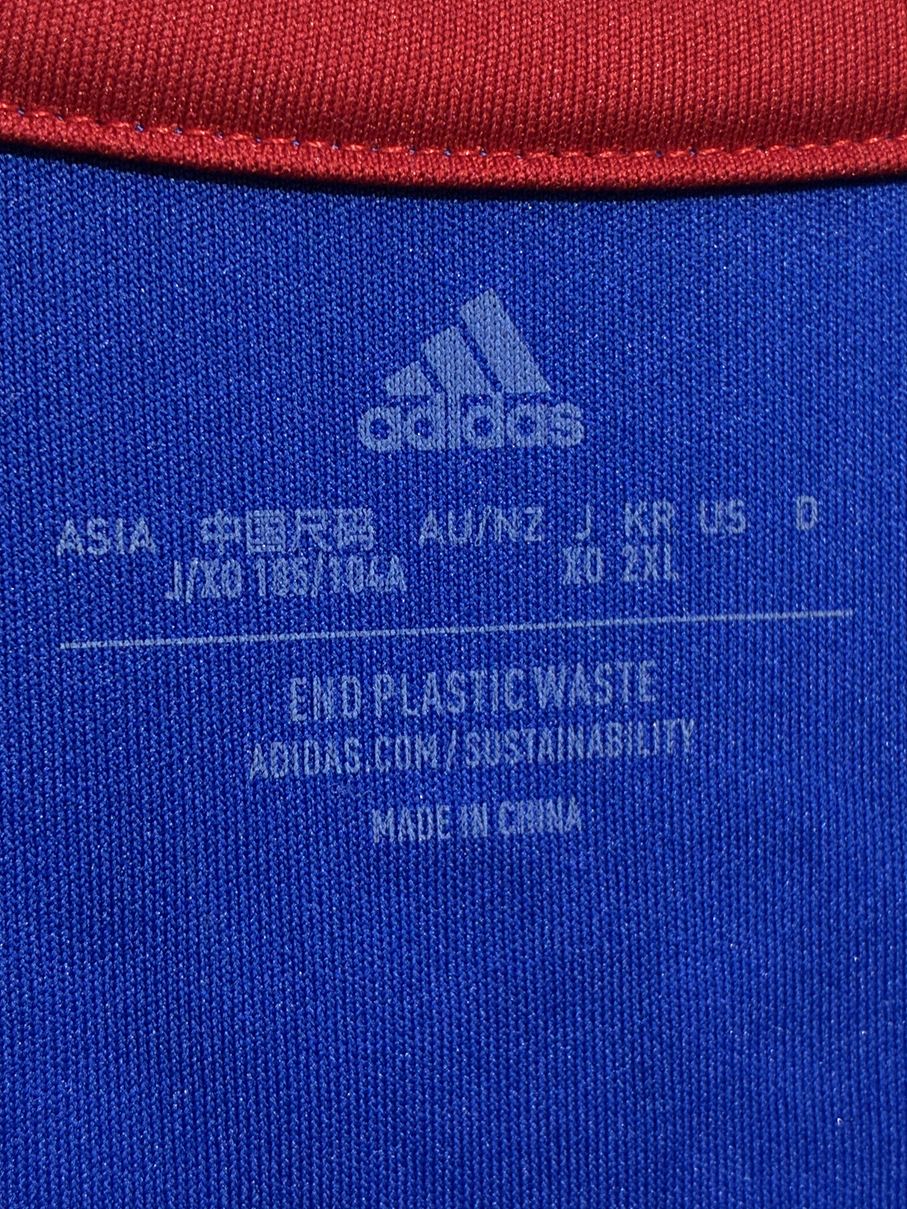 adidas
ASIA 中国尺码 AU/NZ J KR US D
J/XO 185/104A XO 2XL
END PLASTIC WASTE
ADIDAS.COM/SUSTAINABILITY
MADE IN CHINA